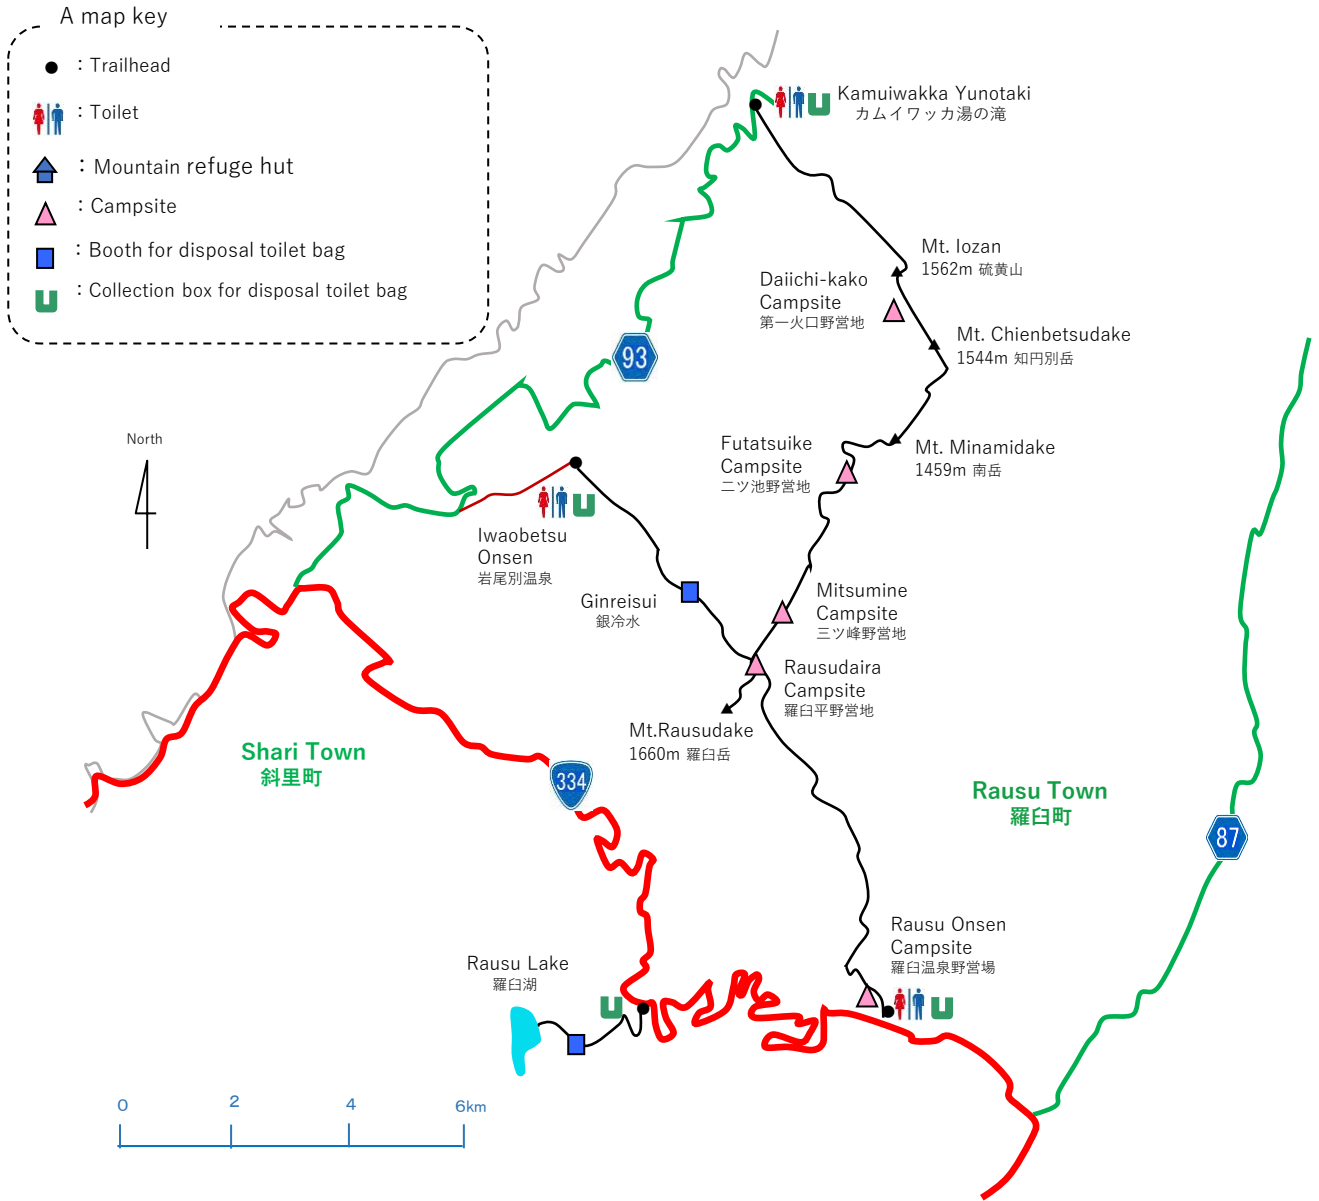 A map key
：Trailhead
：Toilet
：Mountain refuge hut
：Campsite
：Booth for disposal toilet bag
：Collection box for disposal toilet bag
Kamuiwakka Yunotaki
カムイワッカ湯の滝
Mt. Iozan
1562m 硫黄山
Daiichi-kako
Campsite
第一火口野営地
Mt. Chienbetsudake
1544m 知円別岳
93
North
Futatsuike
Campsite
二ツ池野営地
Mt. Minamidake
1459m 南岳
Iwaobetsu
Onsen
岩尾別温泉
Ginreisui
銀冷水
Mitsumine
Campsite
三ツ峰野営地
Rausudaira
Campsite
羅臼平野営地
Mt.Rausudake
1660m 羅臼岳
Shari Town
斜里町
334
Rausu Town
羅臼町
87
Rausu Onsen
Campsite
羅臼温泉野営場
Rausu Lake
羅臼湖
0 2 4 6km